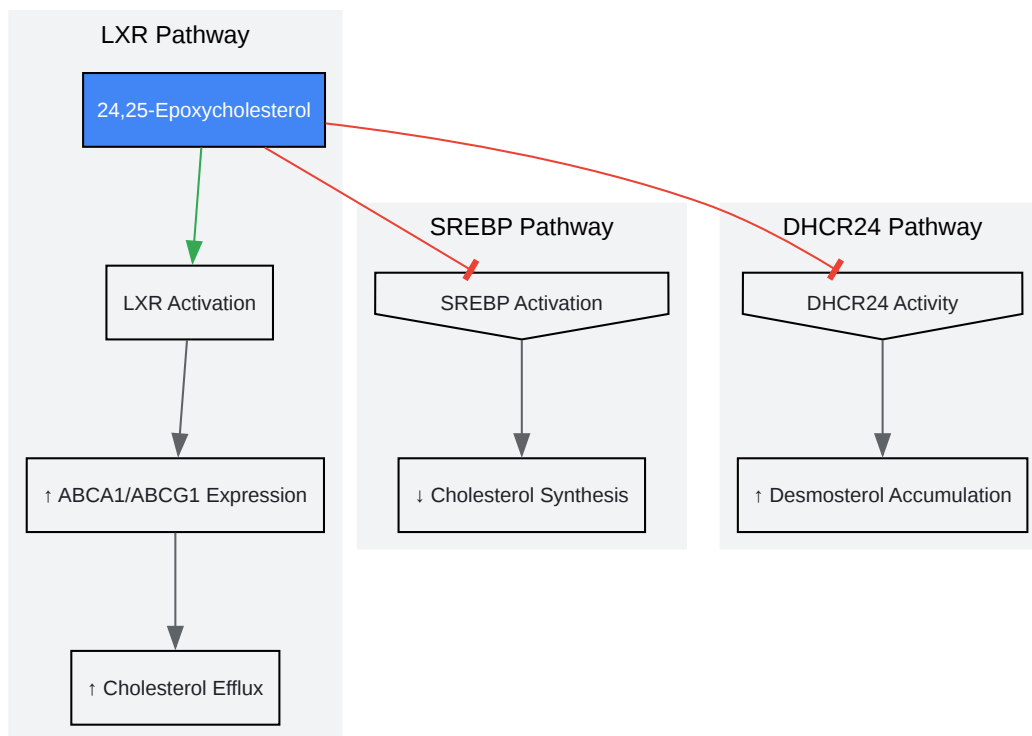 LXR Pathway
24,25-Epoxycholesterol
SREBP Pathway
DHCR24 Pathway
LXR Activation
SREBP Activation
DHCR24 Activity
↑ ABCA1/ABCG1 Expression
↓ Cholesterol Synthesis
↑ Desmosterol Accumulation
↑ Cholesterol Efflux